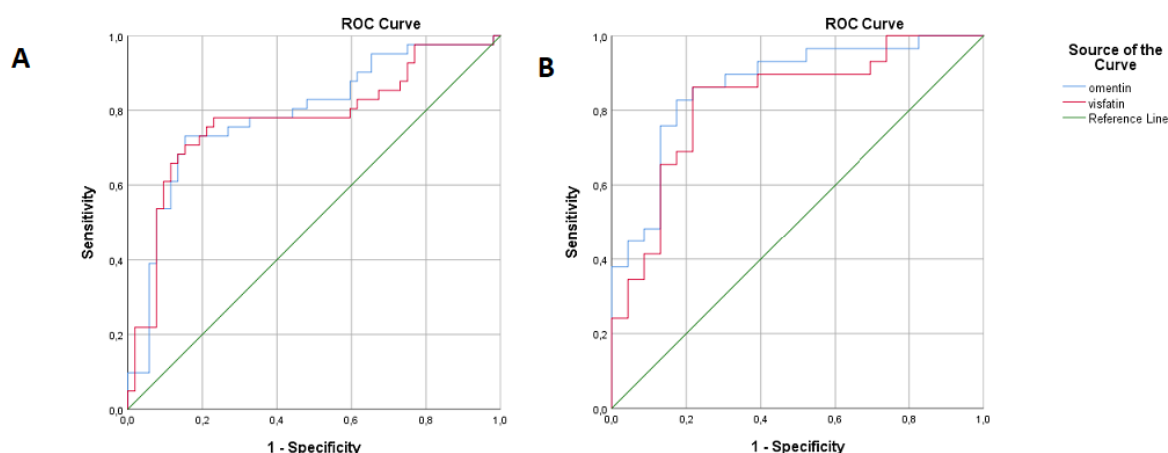 A
ROC Curve
1,0
0,8
0,6
0,4
0,2
0,0
Sensitivity
0,0 0,2 0,4 0,6 0,8 1,0
1 - Specificity
B
ROC Curve
1,0
0,8
0,6
0,4
0,2
0,0
Sensitivity
0,0 0,2 0,4 0,6 0,8 1,0
1 - Specificity
Source of the
Curve
omentin
visfatin
Reference Line